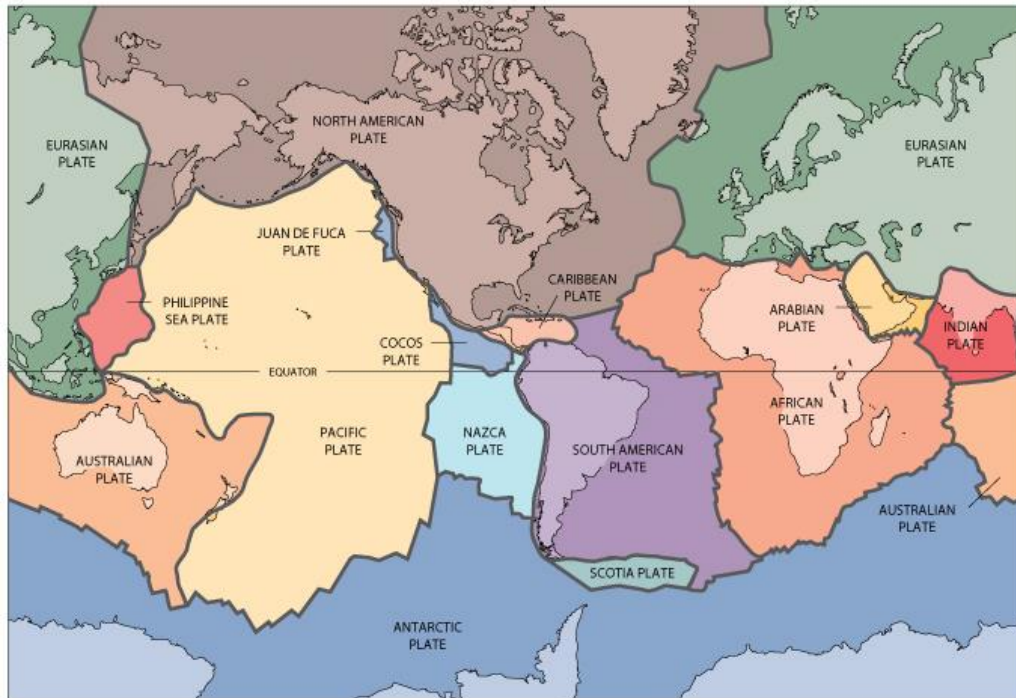 NORTH AMERICAN
PLATE
EURASIAN
PLATE
EURASIAN
PLATE
JUAN DE FUCA
PLATE
CARIBBEAN
PLATE
PHILIPPINE
SEA PLATE
ARABIAN
PLATE
INDIAN
PLATE
COCOS
PLATE
EQUATOR
AFRICAN
PLATE
PACIFIC
PLATE
NAZCA
PLATE
SOUTH AMERICAN
PLATE
AUSTRALIAN
PLATE
AUSTRALIAN
PLATE
SCOTIA PLATE
ANTARCTIC
PLATE